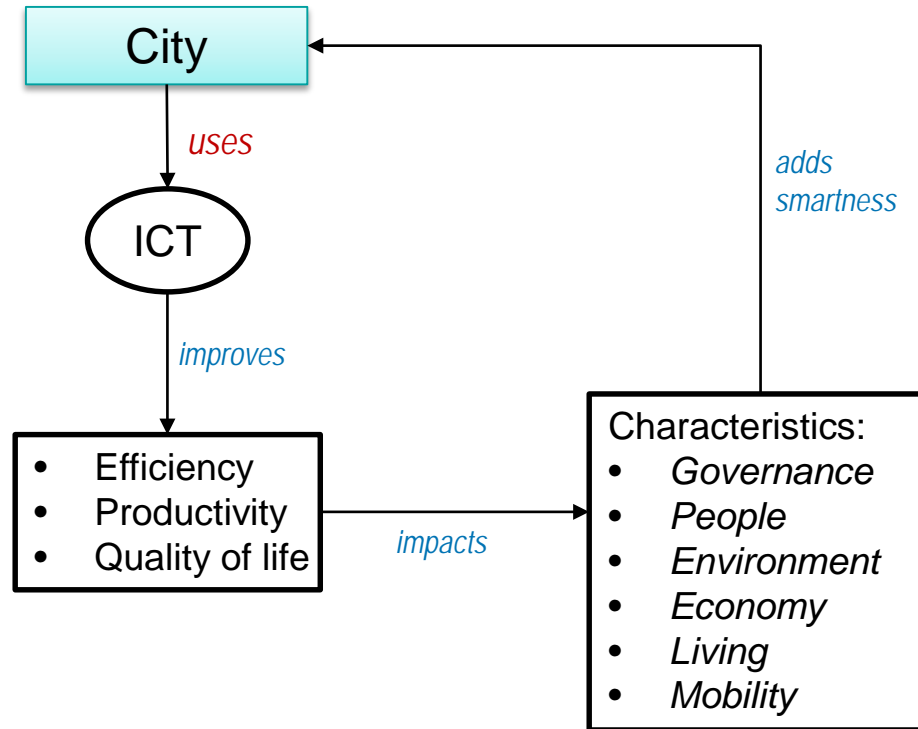 City
uses
adds
smartness
ICT
improves
• Efficiency
• Productivity
• Quality of life
impacts
Characteristics:
• Governance
• People
• Environment
• Economy
• Living
• Mobility